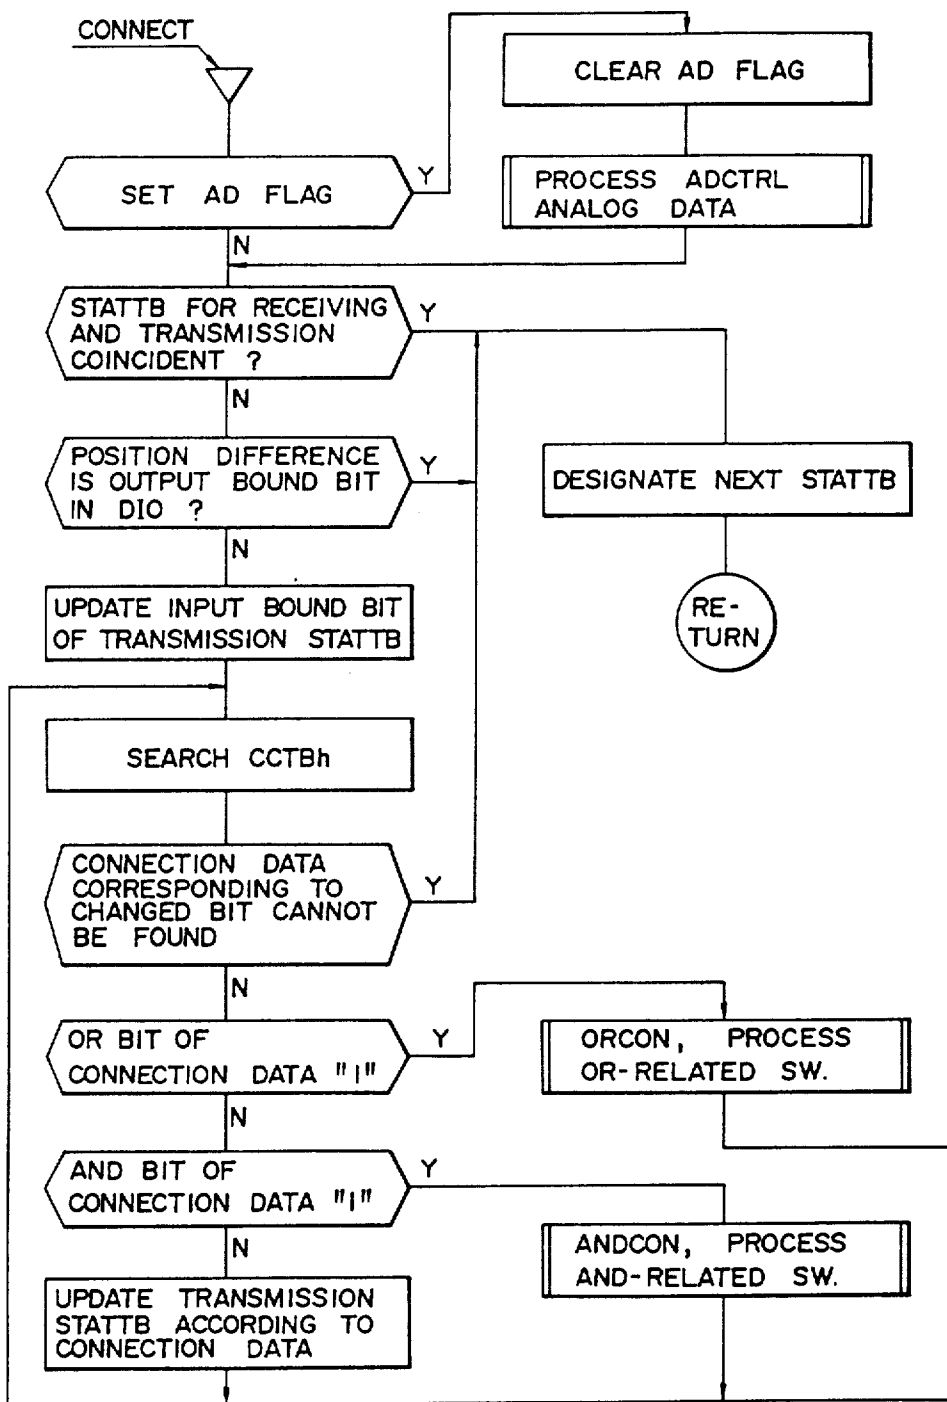 CONNECT
CLEAR AD FLAG
SET AD FLAG
Y
PROCESS ADCTRL
ANALOG DATA
N
STATTB FOR RECEIVING
AND TRANSMISSION
COINCIDENT ?
Y
N
POSITION DIFFERENCE
IS OUTPUT BOUND BIT
IN DIO ?
Y
DESIGNATE NEXT STATTB
N
UPDATE INPUT BOUND BIT
OF TRANSMISSION STATTB
RE-
TURN
SEARCH CCTBh
CONNECTION DATA
CORRESPONDING TO
CHANGED BIT CANNOT
BE FOUND
Y
N
OR BIT OF
CONNECTION DATA "1"
Y
ORCON, PROCESS
OR-RELATED SW.
N
AND BIT OF
CONNECTION DATA "1"
Y
ANDCON, PROCESS
AND-RELATED SW.
N
UPDATE TRANSMISSION
STATTB ACCORDING TO
CONNECTION DATA